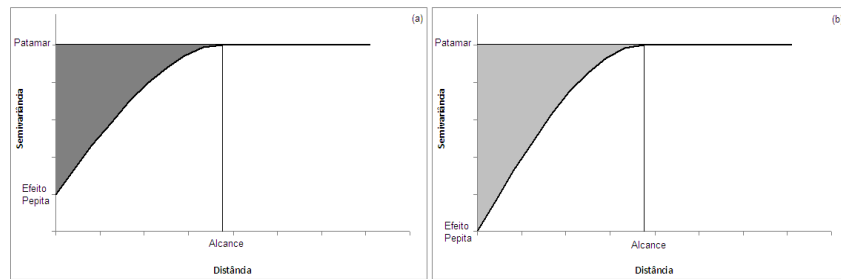 (a)
Patamar
Semivariância
Efeito
Pepita
Alcance
Distância
(b)
Patamar
Semivariância
Efeito
Pepita
Alcance
Distância